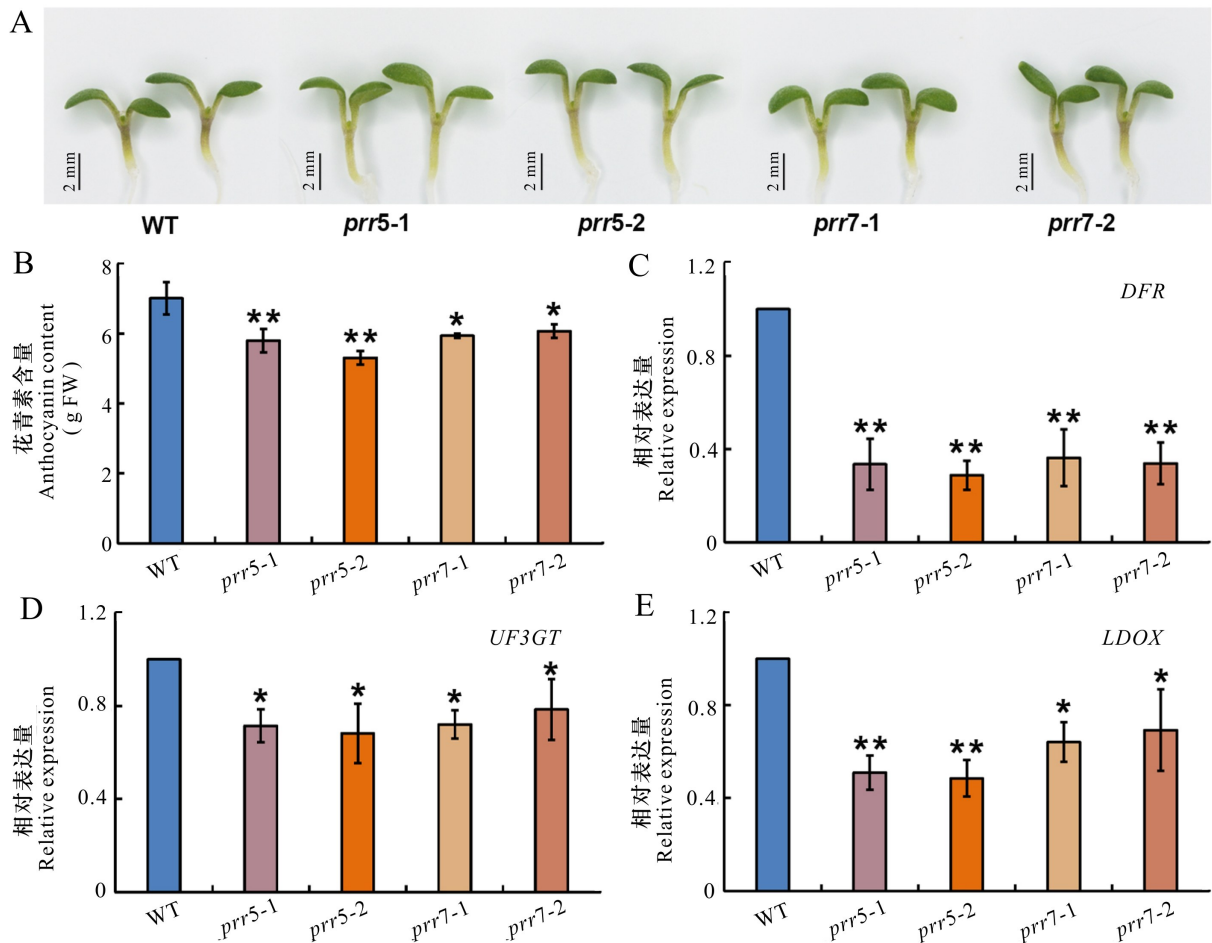 A
2 mm
2 mm
2 mm
2 mm
2 mm
WT
prr5-1
prr5-2
prr7-1
prr7-2
B
花青素含量
Anthocyanin content
( g FW )
8
6
4
2
0
**
**
*
*
WT
prr5-1
prr5-2
prr7-1
prr7-2
C
相对表达量
Relative expression
1.2
0.8
0.4
0
DFR
**
**
**
**
WT
prr5-1
prr5-2
prr7-1
prr7-2
D
相对表达量
Relative expression
1.2
0.8
0.4
0
UF3GT
*
*
*
*
WT
prr5-1
prr5-2
prr7-1
prr7-2
E
相对表达量
Relative expression
1.2
0.8
0.4
0
LDOX
**
**
*
*
WT
prr5-1
prr5-2
prr7-1
prr7-2